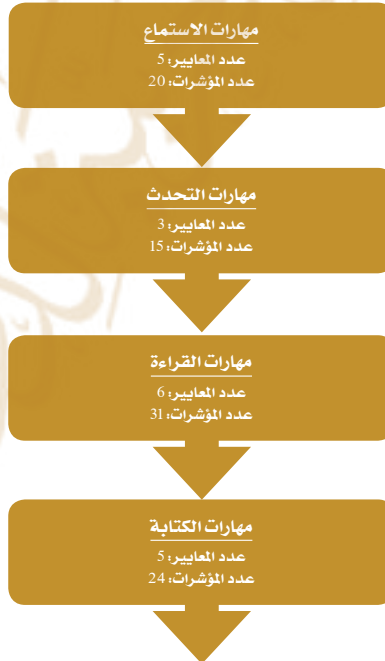 مهارات الاستماع
عدد المعايير: 5
عدد المؤشرات: 20
مهارات التحدث
عدد المعايير: 3
عدد المؤشرات: 15
مهارات القراءة
عدد المعايير: 6
عدد المؤشرات: 31
مهارات الكتابة
عدد المعايير: 5
عدد المؤشرات: 24